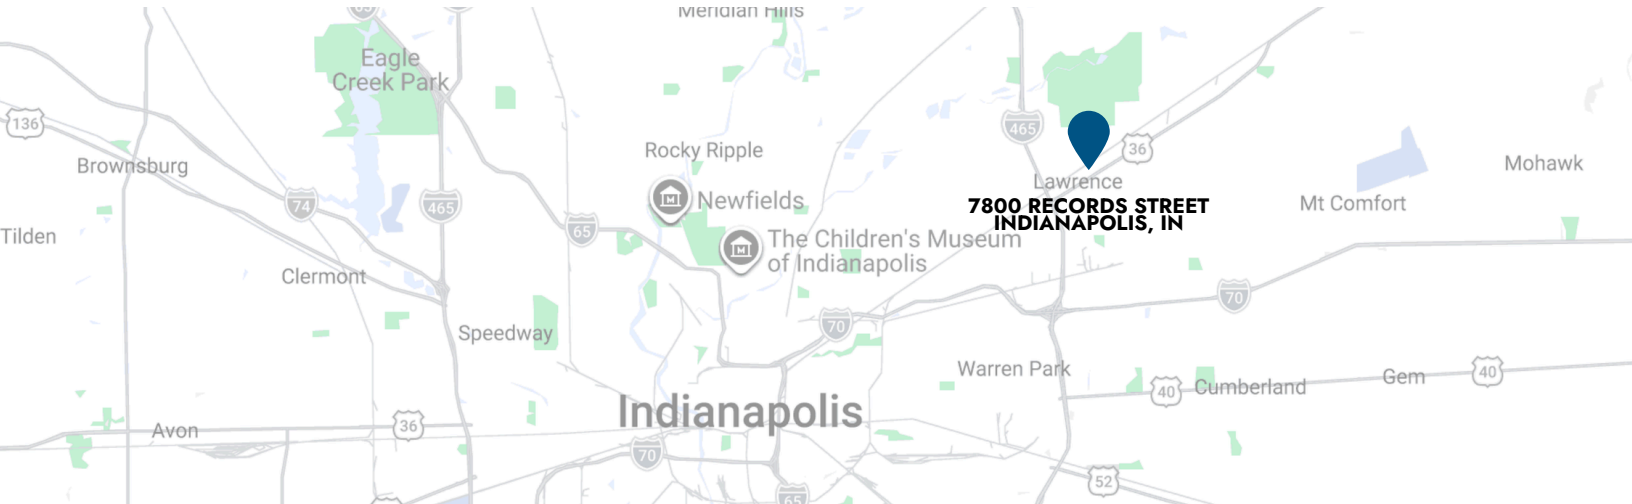 65
Meridian Hills
Eagle
Creek Park
136
465
36
Rocky Ripple
Brownsburg
Mohawk
Lawrence
74
465
Newfields
7800 RECORDS STREET
INDIANAPOLIS, IN
Mt Comfort
65
Tilden
The Children's Museum
of Indianapolis
Clermont
70
70
Speedway
Warren Park
40
Gem
40
Cumberland
Indianapolis
36
Avon
70
52
65